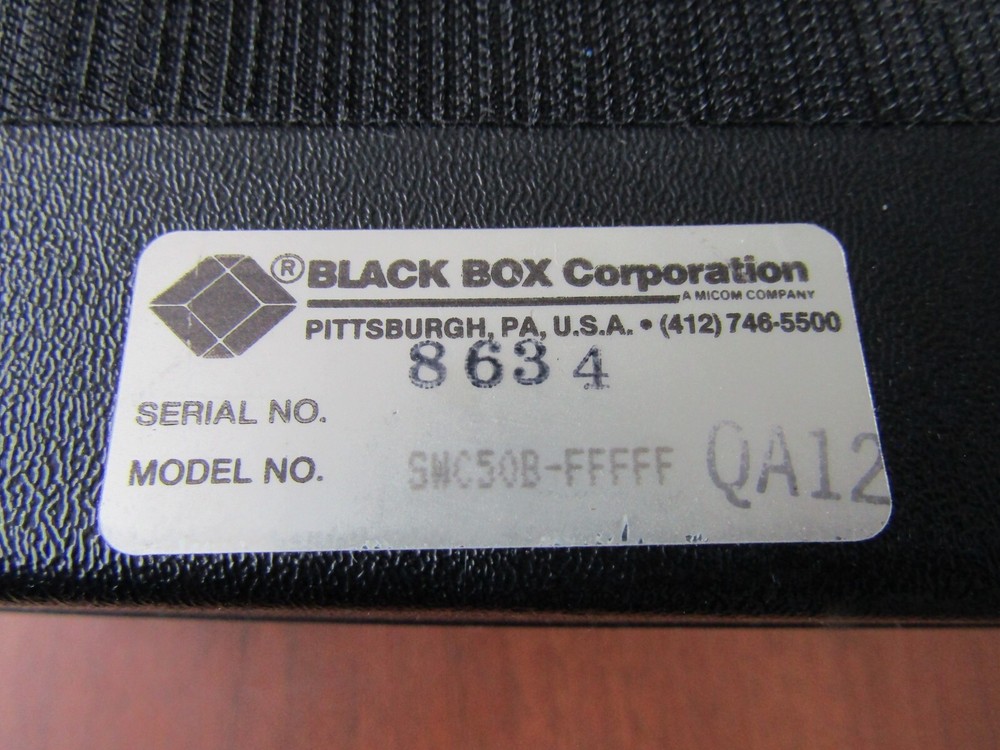 ® BLACK BOX Corporation
A MICOM COMPANY
PITTSBURGH, PA, U.S.A. • (412) 746-5500
8634
SERIAL NO.
MODEL NO. SWC50B-FFFFF QA12